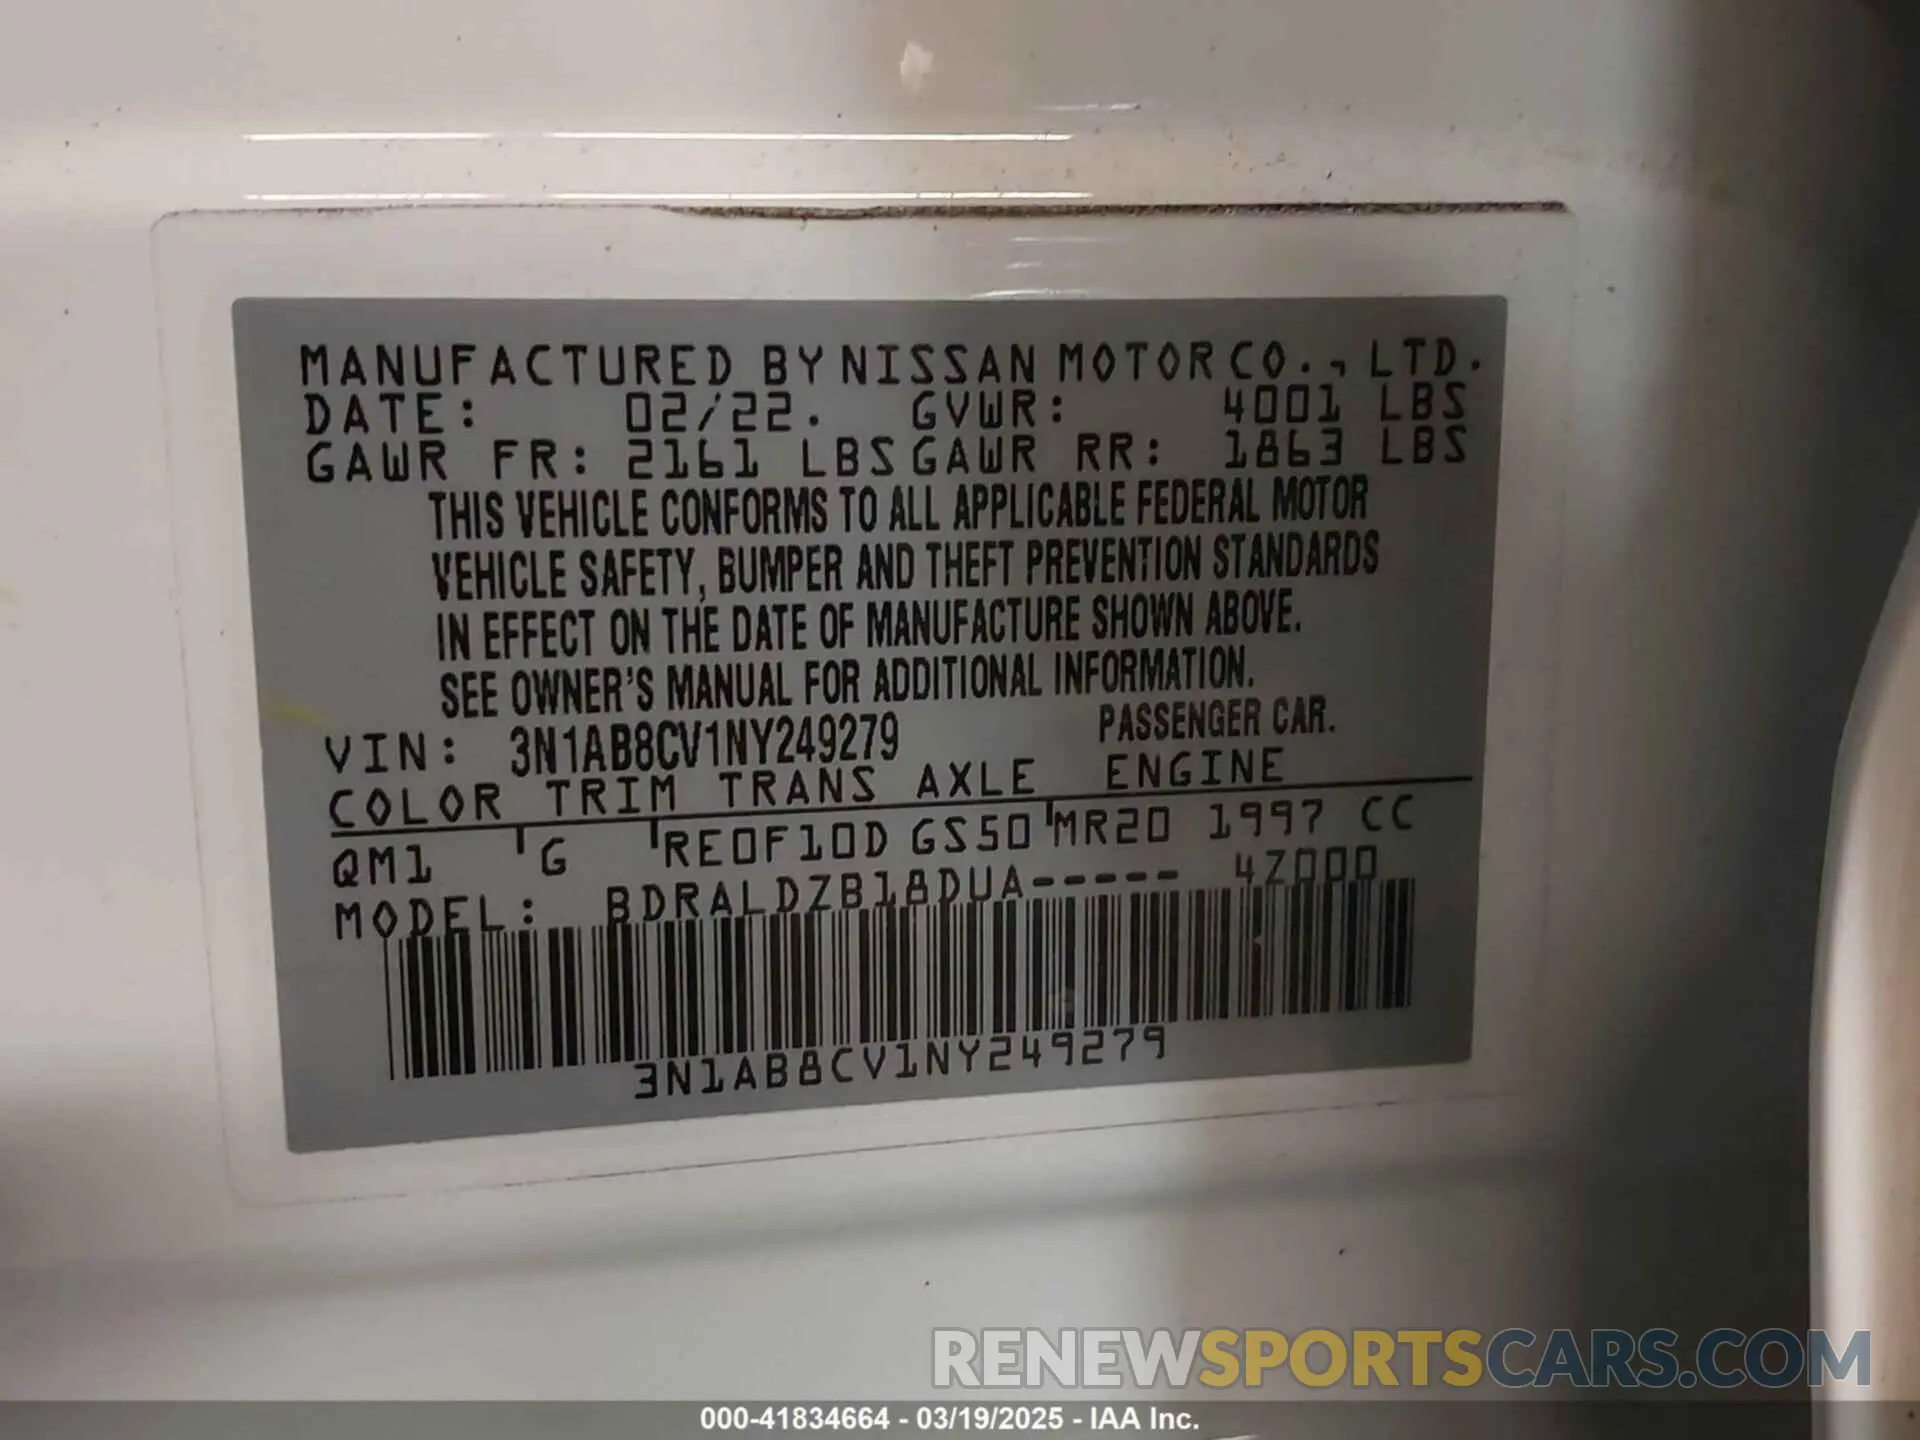 MANUFACTURED BY NISSAN MOTOR CO., LTD.
DATE: 02/22. GVWR: 4001 LBS
GAWR FR: 2161 LBS GAWR RR: 1863 LBS
THIS VEHICLE CONFORMS TO ALL APPLICABLE FEDERAL MOTOR
VEHICLE SAFETY, BUMPER AND THEFT PREVENTION STANDARDS
IN EFFECT ON THE DATE OF MANUFACTURE SHOWN ABOVE.
SEE OWNER'S MANUAL FOR ADDITIONAL INFORMATION.
VIN: 3N1AB8CV1NY249279 PASSENGER CAR.
COLOR TRIM TRANS AXLE ENGINE
QM1 G RE0F10D GS50 MR20 1997 CC
MODEL: BDRALDZB18DUA----- 4Z000
3N1AB8CV1NY249279
RENEWSPORTSCARS.COM
000-41834664 - 03/19/2025 - IAA Inc.